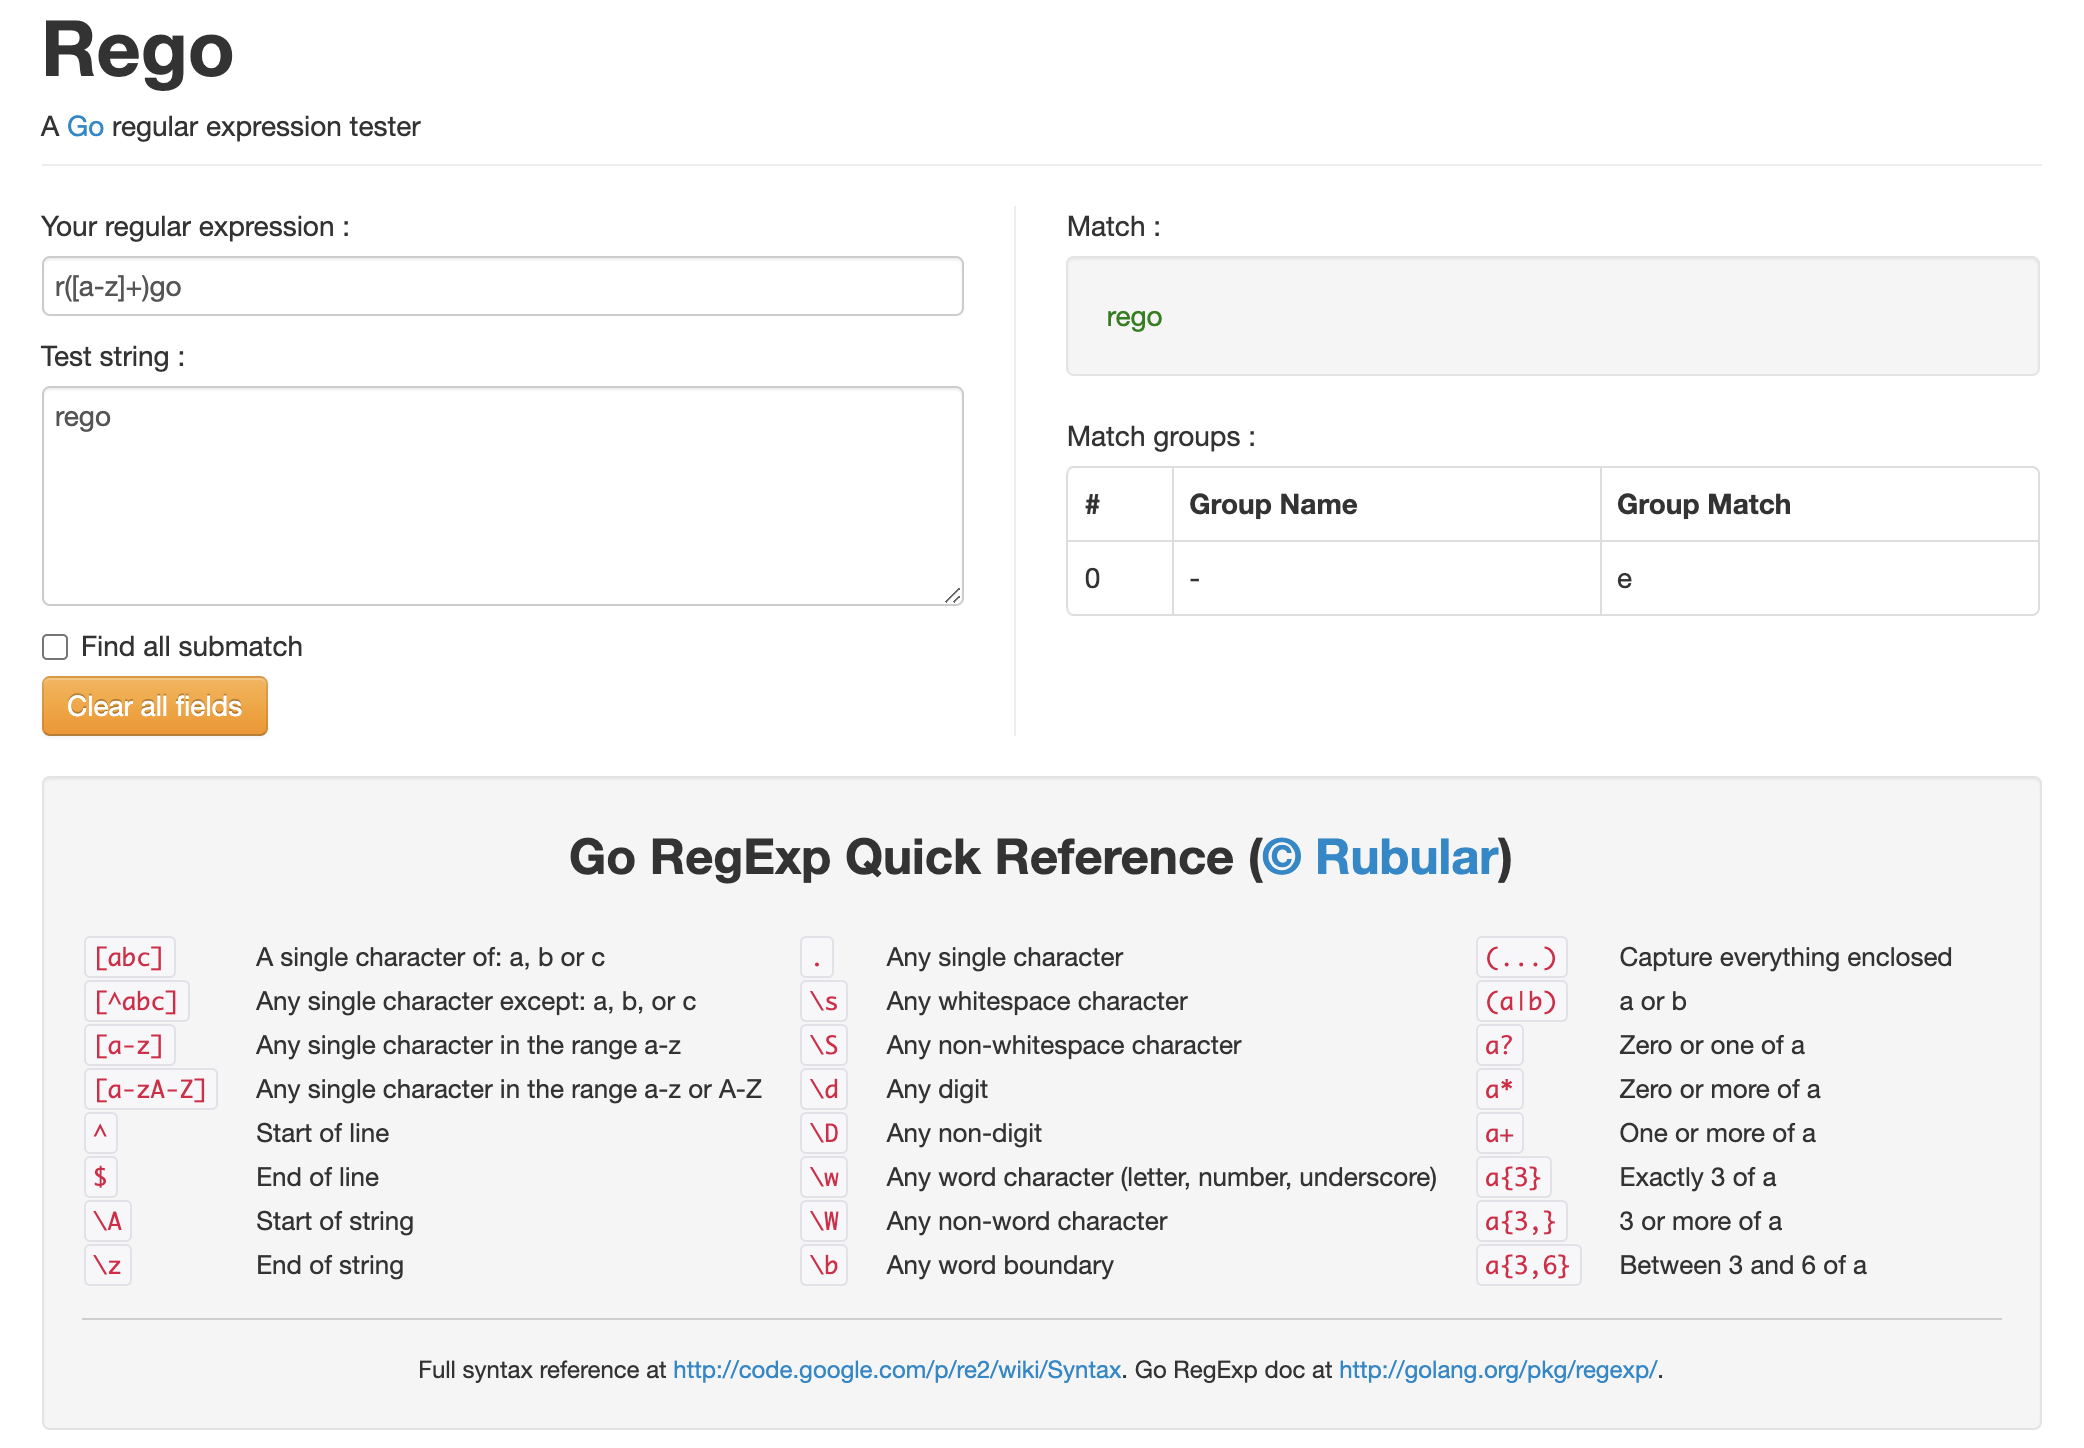 Rego
A Go regular expression tester
Your regular expression :
r([a-z]+)go
Test string :
rego
Find all submatch
Clear all fields
Match :
rego
Match groups :
# Group Name Group Match
0 - e
Go RegExp Quick Reference (© Rubular)
[abc] A single character of: a, b or c
[^abc] Any single character except: a, b, or c
[a-z] Any single character in the range a-z
[a-zA-Z] Any single character in the range a-z or A-Z
^ Start of line
$ End of line
\A Start of string
\z End of string
. Any single character
\s Any whitespace character
\S Any non-whitespace character
\d Any digit
\D Any non-digit
\w Any word character (letter, number, underscore)
\W Any non-word character
\b Any word boundary
(...) Capture everything enclosed
(a|b) a or b
a? Zero or one of a
a* Zero or more of a
a+ One or more of a
a{3} Exactly 3 of a
a{3,} 3 or more of a
a{3,6} Between 3 and 6 of a
Full syntax reference at http://code.google.com/p/re2/wiki/Syntax. Go RegExp doc at http://golang.org/pkg/regexp/.